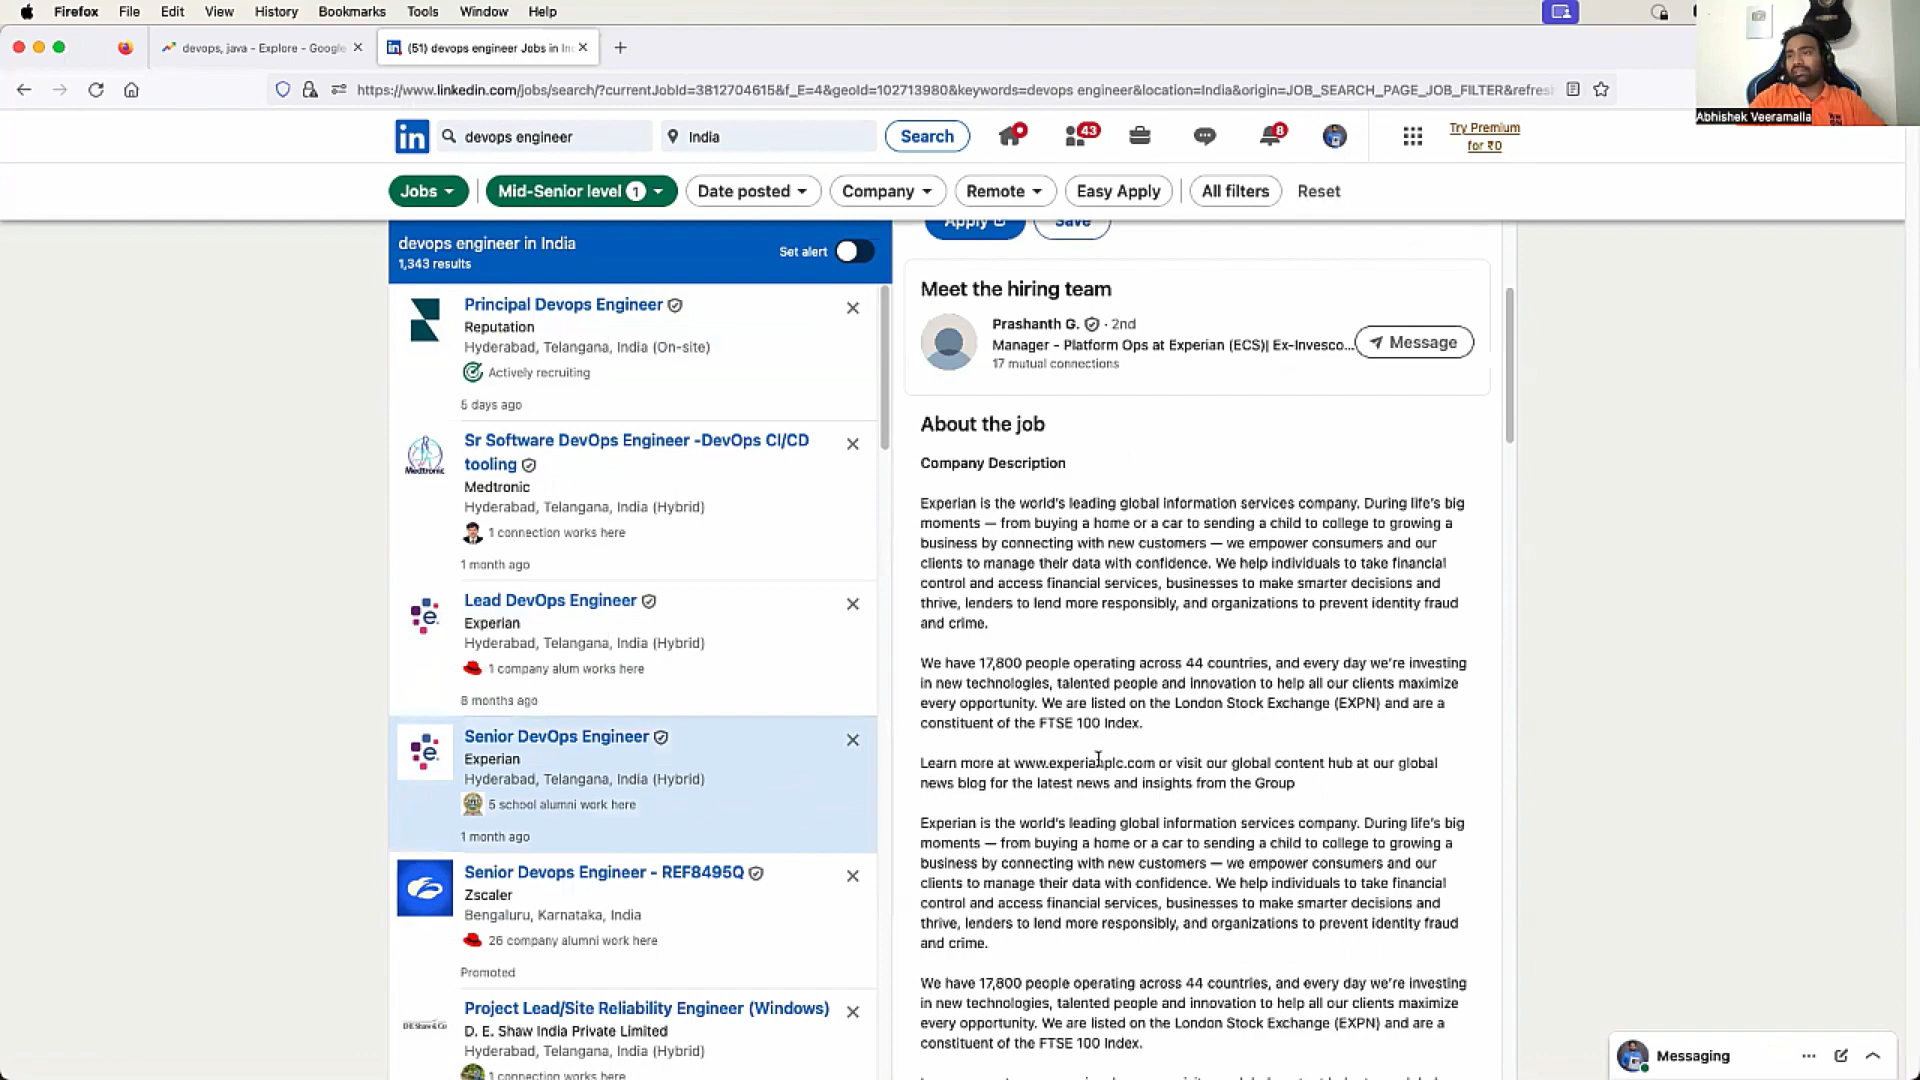 Firefox File Edit View History Bookmarks Tools Window Help
devops, java - Explore - Google
(51) devops engineer Jobs in In
https://www.linkedin.com/jobs/search/?currentJobId=3812704615&f_E=4&geoId=102713980&keywords=devops engineer&location=India&origin=JOB_SEARCH_PAGE_JOB_FILTER&refres
Abhishek Veeramalla
in devops engineer India Search 43 8 Try Premium
for ₹0
Jobs Mid-Senior level 1 Date posted Company Remote Easy Apply All filters Reset
devops engineer in India
1,343 results
Set alert
Principal Devops Engineer
Reputation
Hyderabad, Telangana, India (On-site)
Actively recruiting
5 days ago
Sr Software DevOps Engineer -DevOps CI/CD
tooling
Medtronic
Medtronic
Hyderabad, Telangana, India (Hybrid)
1 connection works here
1 month ago
Lead DevOps Engineer
Experian
Hyderabad, Telangana, India (Hybrid)
1 company alum works here
8 months ago
Senior DevOps Engineer
Experian
Hyderabad, Telangana, India (Hybrid)
5 school alumni work here
1 month ago
Senior Devops Engineer - REF8495Q
Zscaler
Bengaluru, Karnataka, India
26 company alumni work here
Promoted
Project Lead/Site Reliability Engineer (Windows)
DE Shaw & Co
D. E. Shaw India Private Limited
Hyderabad, Telangana, India (Hybrid)
1 connection works here
Apply Save
Meet the hiring team
Prashanth G. · 2nd
Manager - Platform Ops at Experian (ECS)| Ex-Invesco...
17 mutual connections
Message
About the job
Company Description
Experian is the world's leading global information services company. During life's big
moments — from buying a home or a car to sending a child to college to growing a
business by connecting with new customers — we empower consumers and our
clients to manage their data with confidence. We help individuals to take financial
control and access financial services, businesses to make smarter decisions and
thrive, lenders to lend more responsibly, and organizations to prevent identity fraud
and crime.
We have 17,800 people operating across 44 countries, and every day we're investing
in new technologies, talented people and innovation to help all our clients maximize
every opportunity. We are listed on the London Stock Exchange (EXPN) and are a
constituent of the FTSE 100 Index.
Learn more at www.experianplc.com or visit our global content hub at our global
news blog for the latest news and insights from the Group
Experian is the world's leading global information services company. During life's big
moments — from buying a home or a car to sending a child to college to growing a
business by connecting with new customers — we empower consumers and our
clients to manage their data with confidence. We help individuals to take financial
control and access financial services, businesses to make smarter decisions and
thrive, lenders to lend more responsibly, and organizations to prevent identity fraud
and crime.
We have 17,800 people operating across 44 countries, and every day we're investing
in new technologies, talented people and innovation to help all our clients maximize
every opportunity. We are listed on the London Stock Exchange (EXPN) and are a
constituent of the FTSE 100 Index.
Messaging